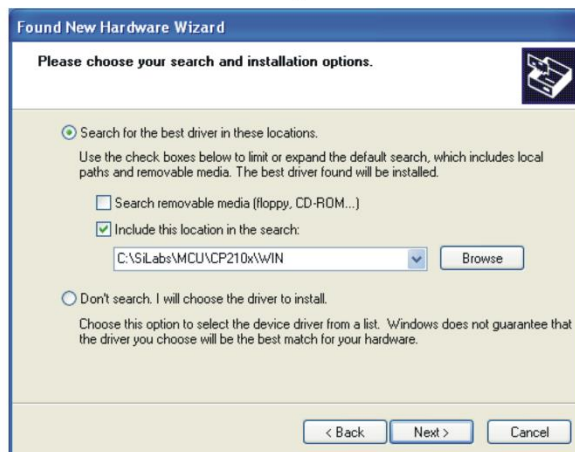 Found New Hardware Wizard
Please choose your search and installation options.
Search for the best driver in these locations.
Use the check boxes below to limit or expand the default search, which includes local
paths and removable media. The best driver found will be installed.
Search removable media (floppy, CD-ROM...)
Include this location in the search:
C:\SiLabs\MCU\CP210x\WIN
Browse
Don't search. I will choose the driver to install.
Choose this option to select the device driver from a list. Windows does not guarantee that
the driver you choose will be the best match for your hardware.
< Back
Next >
Cancel